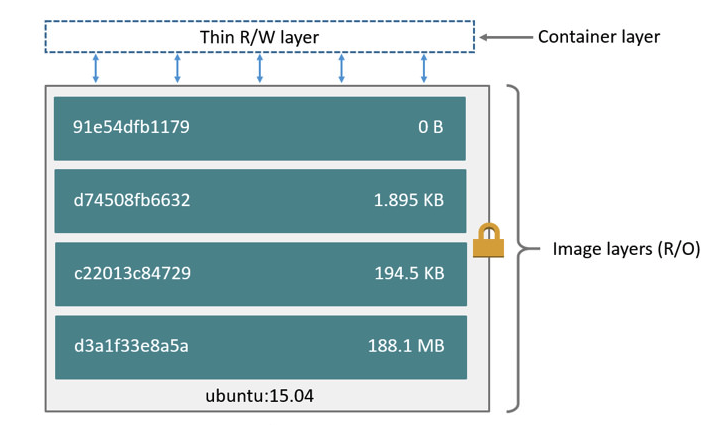 Thin R/W layer
Container layer
91e54dfb1179 0 B
d74508fb6632 1.895 KB
c22013c84729 194.5 KB
Image layers (R/O)
d3a1f33e8a5a 188.1 MB
ubuntu:15.04